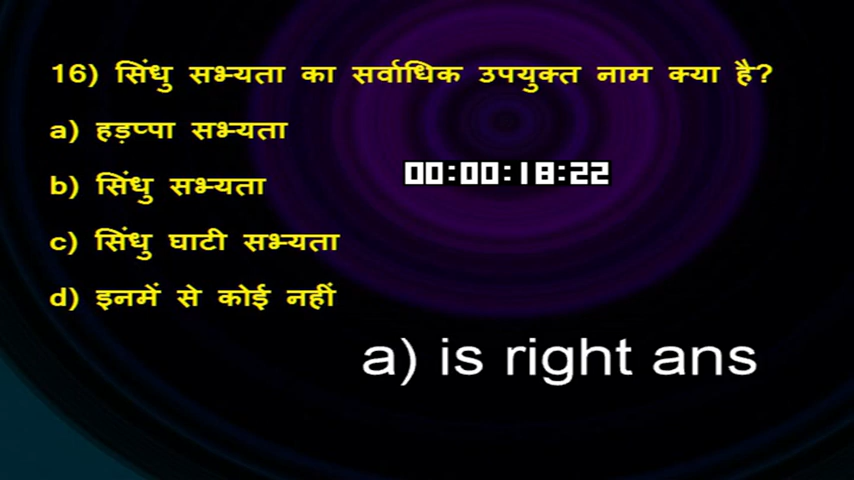 16) सिंधु सभ्यता का सर्वाधिक उपयुक्त नाम क्या है?
a) हड़प्पा सभ्यता
00:00:18:22
b) सिंधु सभ्यता
c) सिंधु घाटी सभ्यता
d) इनमें से कोई नहीं
a) is right ans